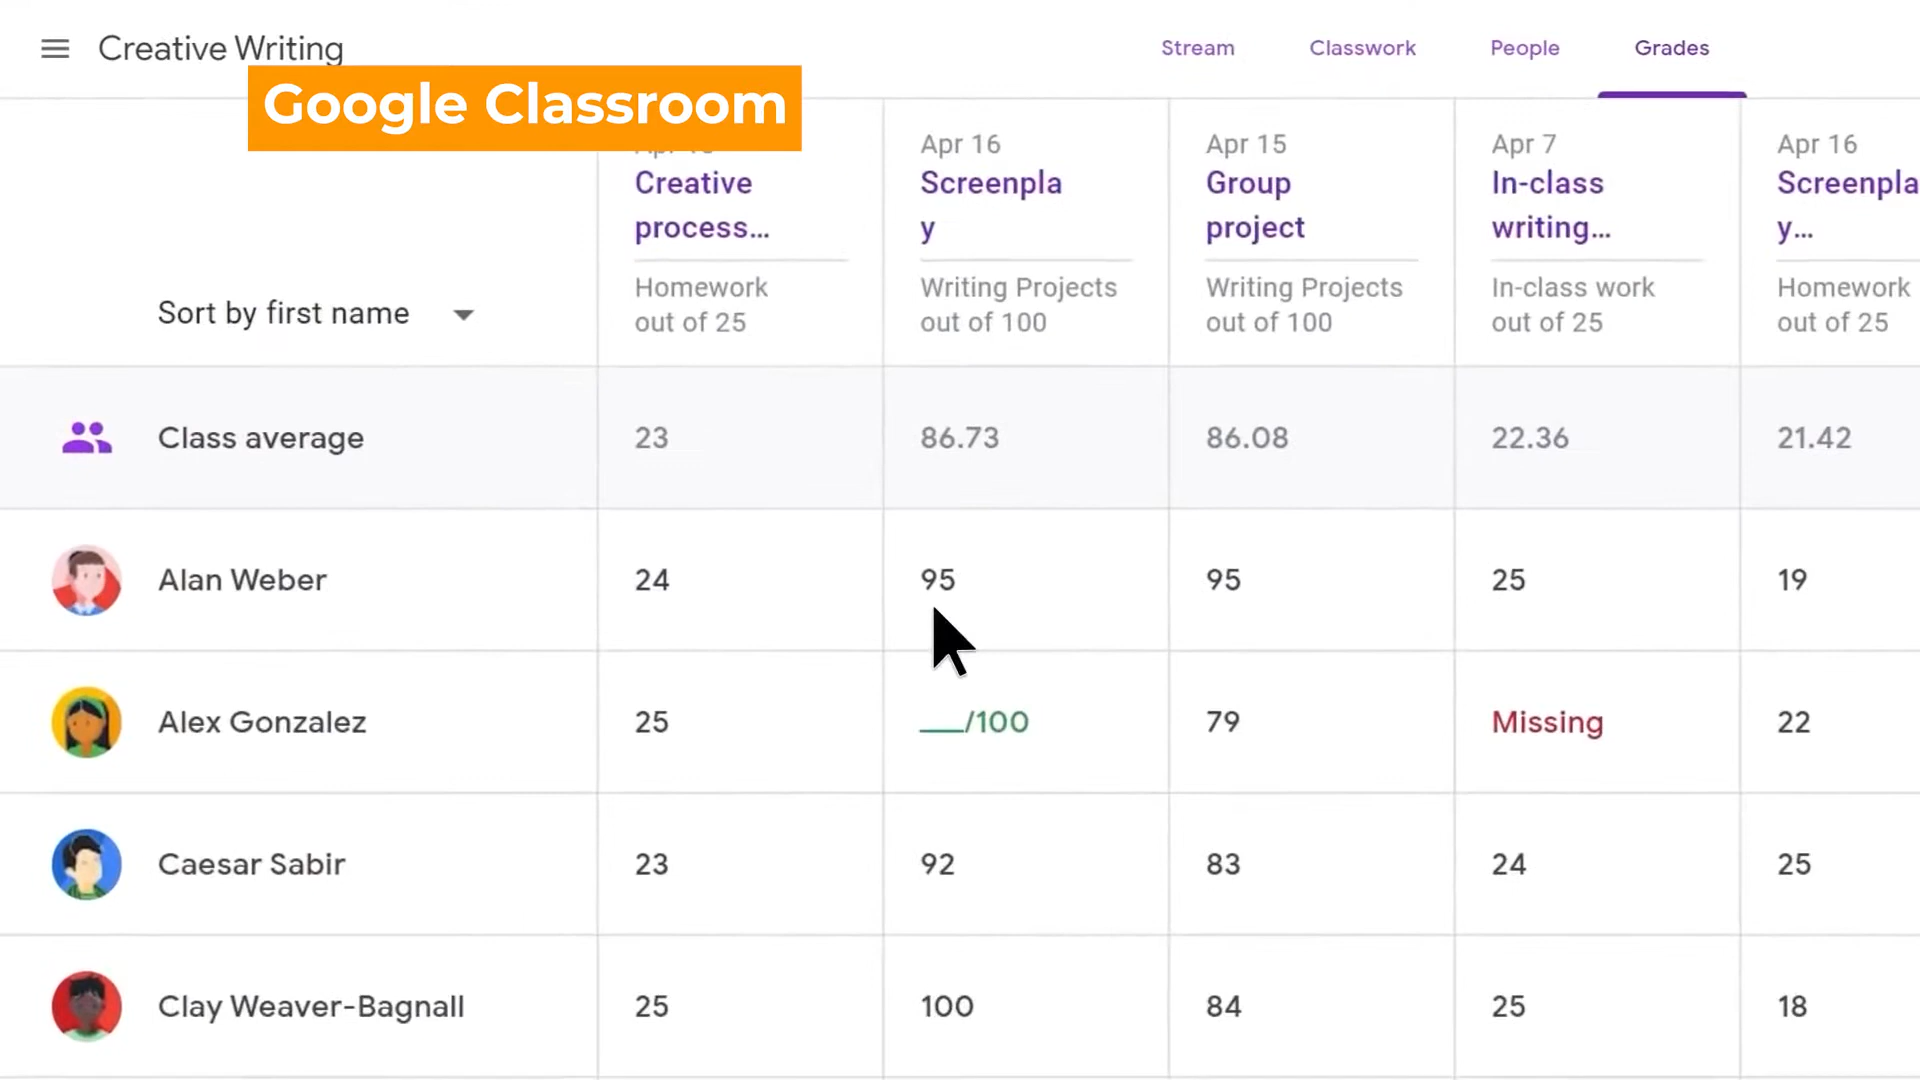 Creative Writing
Stream
Classwork
People
Grades
Google Classroom
Apr 16
Apr 15
Apr 7
Apr 16
Creative
process...
Screenpla
y
Group
project
In-class
writing...
Screenpla
y...
Homework
out of 25
Writing Projects
out of 100
Writing Projects
out of 100
In-class work
out of 25
Homework
out of 25
Sort by first name
Class average
23
86.73
86.08
22.36
21.42
Alan Weber
24
95
95
25
19
Alex Gonzalez
25
___/100
79
Missing
22
Caesar Sabir
23
92
83
24
25
Clay Weaver-Bagnall
25
100
84
25
18